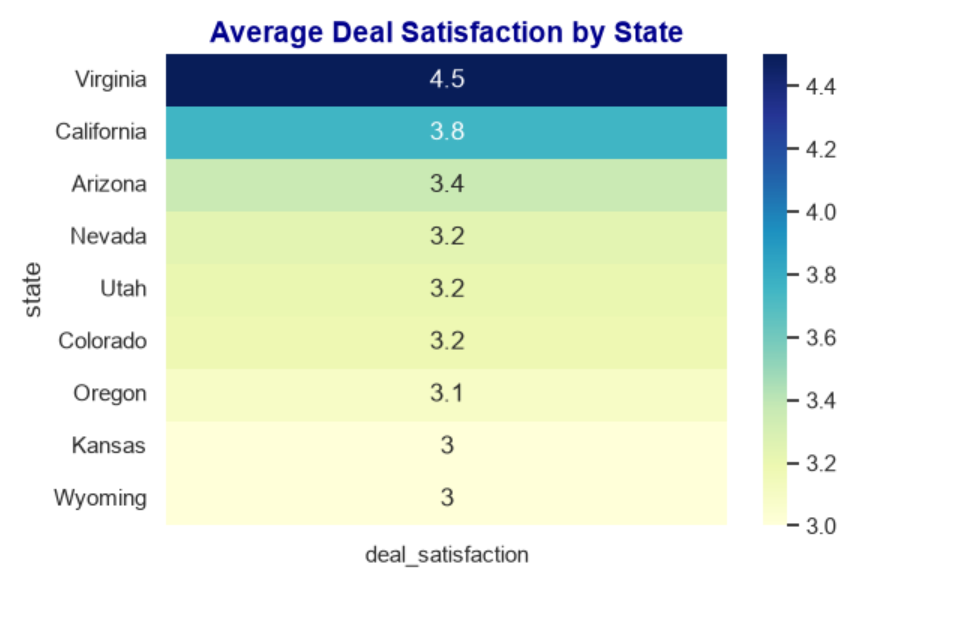 Average Deal Satisfaction by State
state
Virginia 4.5
California 3.8
Arizona 3.4
Nevada 3.2
Utah 3.2
Colorado 3.2
Oregon 3.1
Kansas 3
Wyoming 3
deal_satisfaction
4.4
4.2
4.0
3.8
3.6
3.4
3.2
3.0